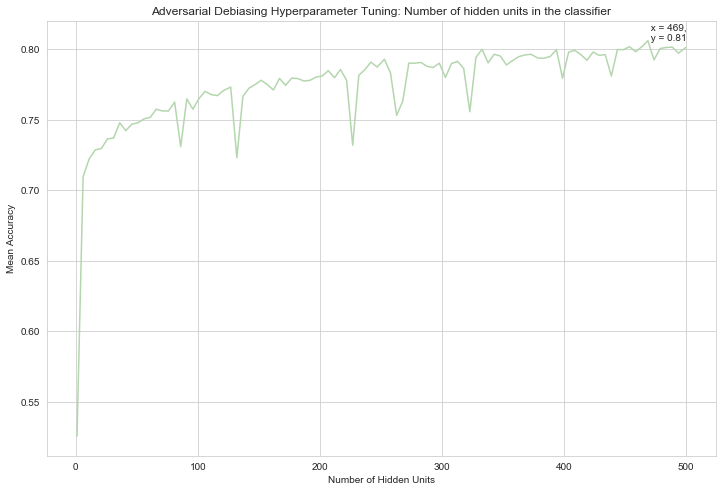 Adversarial Debiasing Hyperparameter Tuning: Number of hidden units in the classifier
x = 469,
y = 0.81
0.80
0.75
0.70
0.65
0.60
0.55
Mean Accuracy
0 100 200 300 400 500
Number of Hidden Units